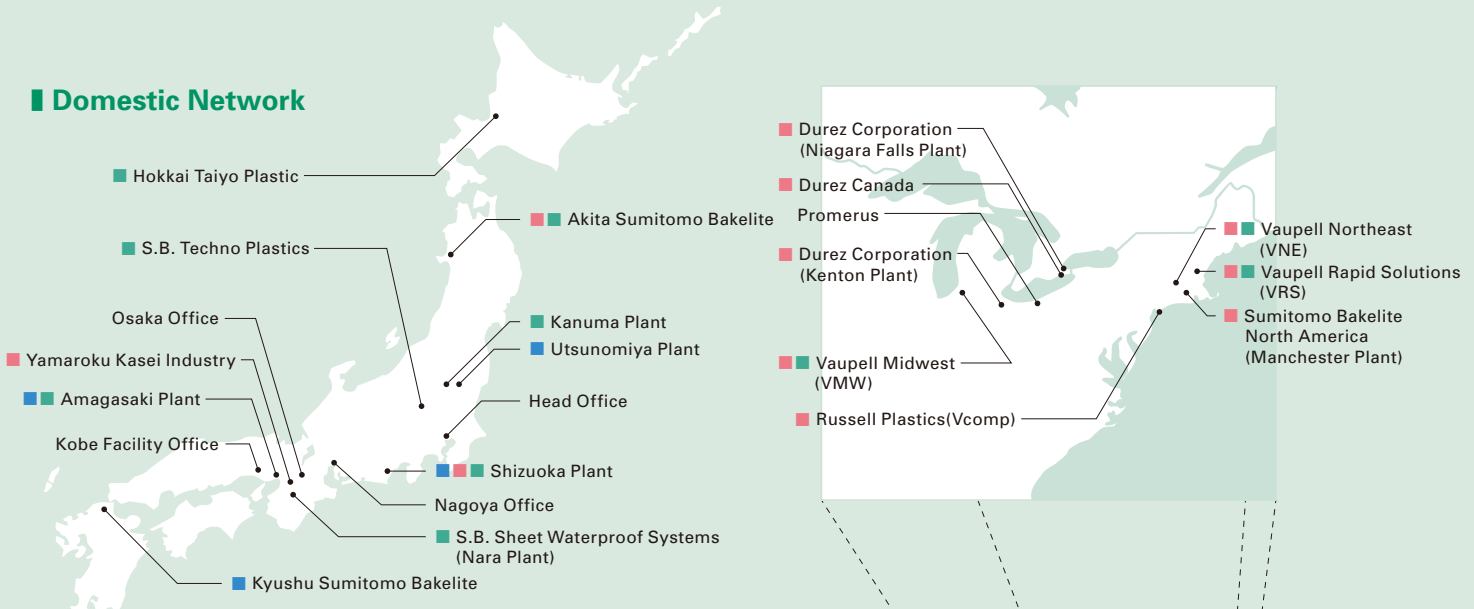 Domestic Network
Hokkai Taiyo Plastic
Akita Sumitomo Bakelite
S.B. Techno Plastics
Osaka Office
Kanuma Plant
Utsunomiya Plant
Yamaroku Kasei Industry
Amagasaki Plant
Head Office
Kobe Facility Office
Shizuoka Plant
Nagoya Office
S.B. Sheet Waterproof Systems
(Nara Plant)
Kyushu Sumitomo Bakelite
Durez Corporation
(Niagara Falls Plant)
Durez Canada
Promerus
Durez Corporation
(Kenton Plant)
Vaupell Midwest
(VMW)
Russell Plastics(Vcomp)
Vaupell Northeast
(VNE)
Vaupell Rapid Solutions
(VRS)
Sumitomo Bakelite
North America
(Manchester Plant)